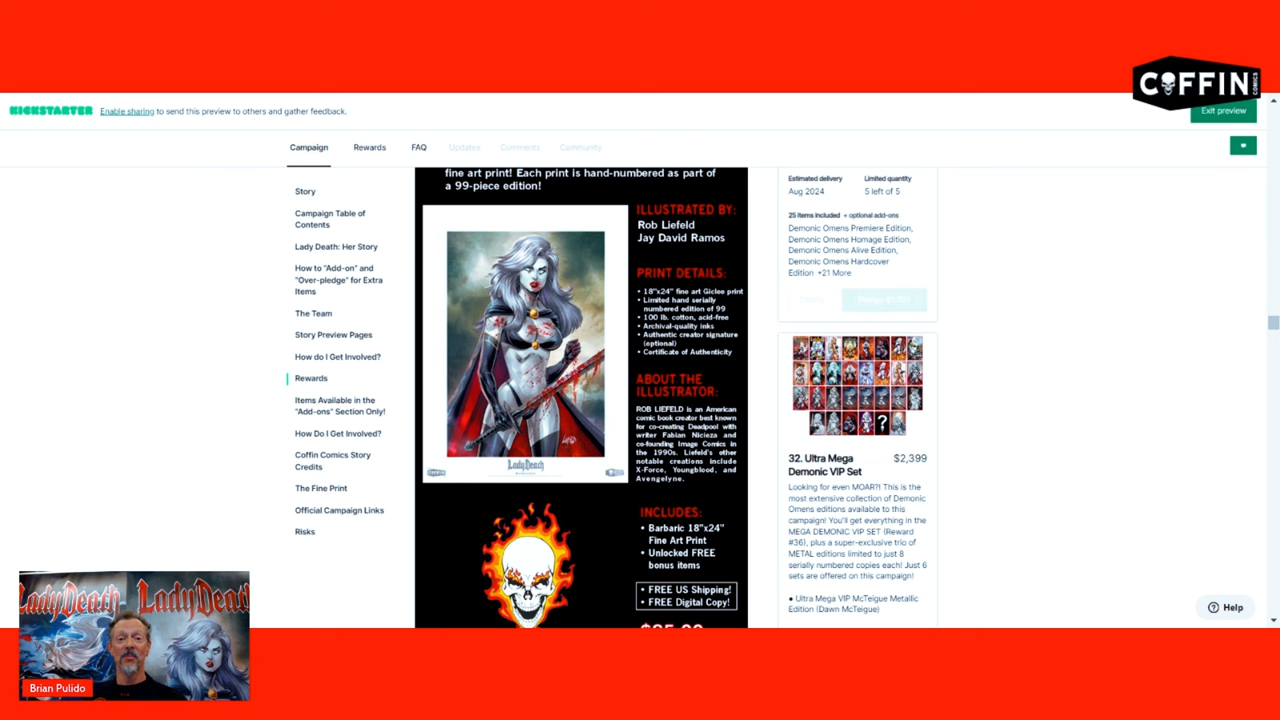 COFFIN COMICS
KICKSTARTER
Enable sharing to send this preview to others and gather feedback.
Exit preview
Campaign
Rewards
FAQ
Updates
Comments
Community
Story
Campaign Table of
Contents
Lady Death: Her Story
How to "Add-on" and
"Over-pledge" for Extra
Items
The Team
Story Preview Pages
How do I Get Involved?
Rewards
Items Available in the
"Add-ons" Section Only!
How Do I Get Involved?
Coffin Comics Story
Credits
The Fine Print
Official Campaign Links
Risks
fine art print! Each print is hand-numbered as part of
a 99-piece edition!
Lady Death
ILLUSTRATED BY:
Rob Liefeld
Jay David Ramos
PRINT DETAILS:
• 18"x24" fine art Giclee print
• Limited hand serially
numbered edition of 99
• 100 lb. cotton, acid-free
• Archival-quality inks
• Authentic creator signature
(optional)
• Certificate of Authenticity
ABOUT THE
ILLUSTRATOR:
ROB LIEFELD is an American
comic book creator best known
for co-creating Deadpool with
writer Fabian Nicieza and
co-founding Image Comics in
the 1990s. Liefeld's other
notable creations include
X-Force, Youngblood, and
Avengelyne.
INCLUDES:
• Barbaric 18"x24"
Fine Art Print
• Unlocked FREE
bonus items
• FREE US Shipping!
• FREE Digital Copy!
Estimated delivery
Limited quantity
Aug 2024
5 left of 5
25 items included + optional add-ons
Demonic Omens Premiere Edition,
Demonic Omens Homage Edition,
Demonic Omens Alive Edition,
Demonic Omens Hardcover
Edition +21 More
?
32. Ultra Mega
Demonic VIP Set
$2,399
Looking for even MOAR?! This is the
most extensive collection of Demonic
Omens editions available to this
campaign! You'll get everything in the
MEGA DEMONIC VIP SET (Reward
#36), plus a super-exclusive trio of
METAL editions limited to just 8
serially numbered copies each! Just 6
sets are offered on this campaign!
● Ultra Mega VIP McTeigue Metallic
Edition (Dawn McTeigue)
Help
Lady Death
Lady Death
Brian Pulido